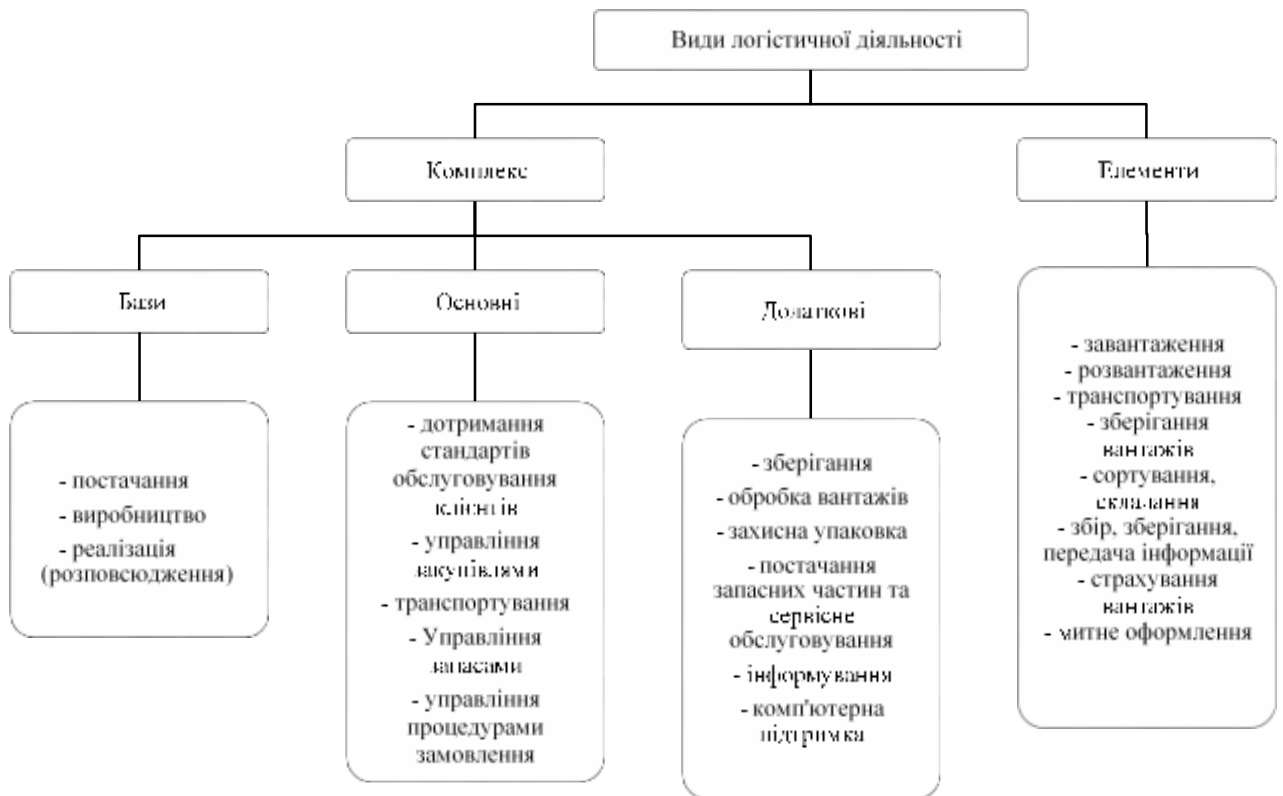 Види логістичної діяльності
Комплекс
Елементи
Бази
Основні
Додаткові
- постачання
- виробництво
- реалізація
(розповсюдження)
- дотримання
стандартів
обслуговування
клієнтів
- управління
закупівлями
- транспортування
- Управління
запасами
- управління
процедурами
замовлення
- зберігання
- обробка вантажів
- захисна упаковка
- постачання
запасних частин та
сервісне
обслуговування
- інформування
- комп'ютерна
підтримка
- завантаження
- розвантаження
- транспортування
- зберігання
вантажів
- сортування,
складання
- збір, зберігання,
передача інформації
- страхування
вантажів
- митне оформлення